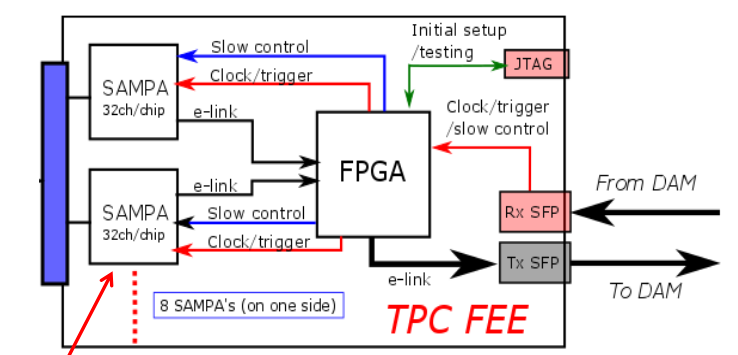 Initial setup
/testing
JTAG
Slow control
Clock/trigger
SAMPA
32ch/chip
e-link
Clock/trigger
/slow control
FPGA
From DAM
Rx SFP
e-link
SAMPA
32ch/chip
Slow control
Clock/trigger
e-link
Tx SFP
To DAM
8 SAMPA's (on one side)
TPC FEE